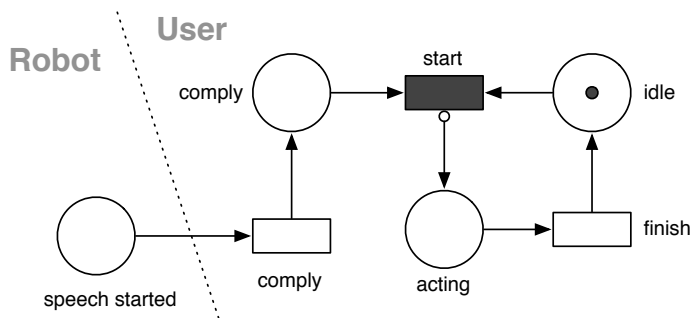 Robot
User
start
comply
idle
finish
comply
acting
speech started